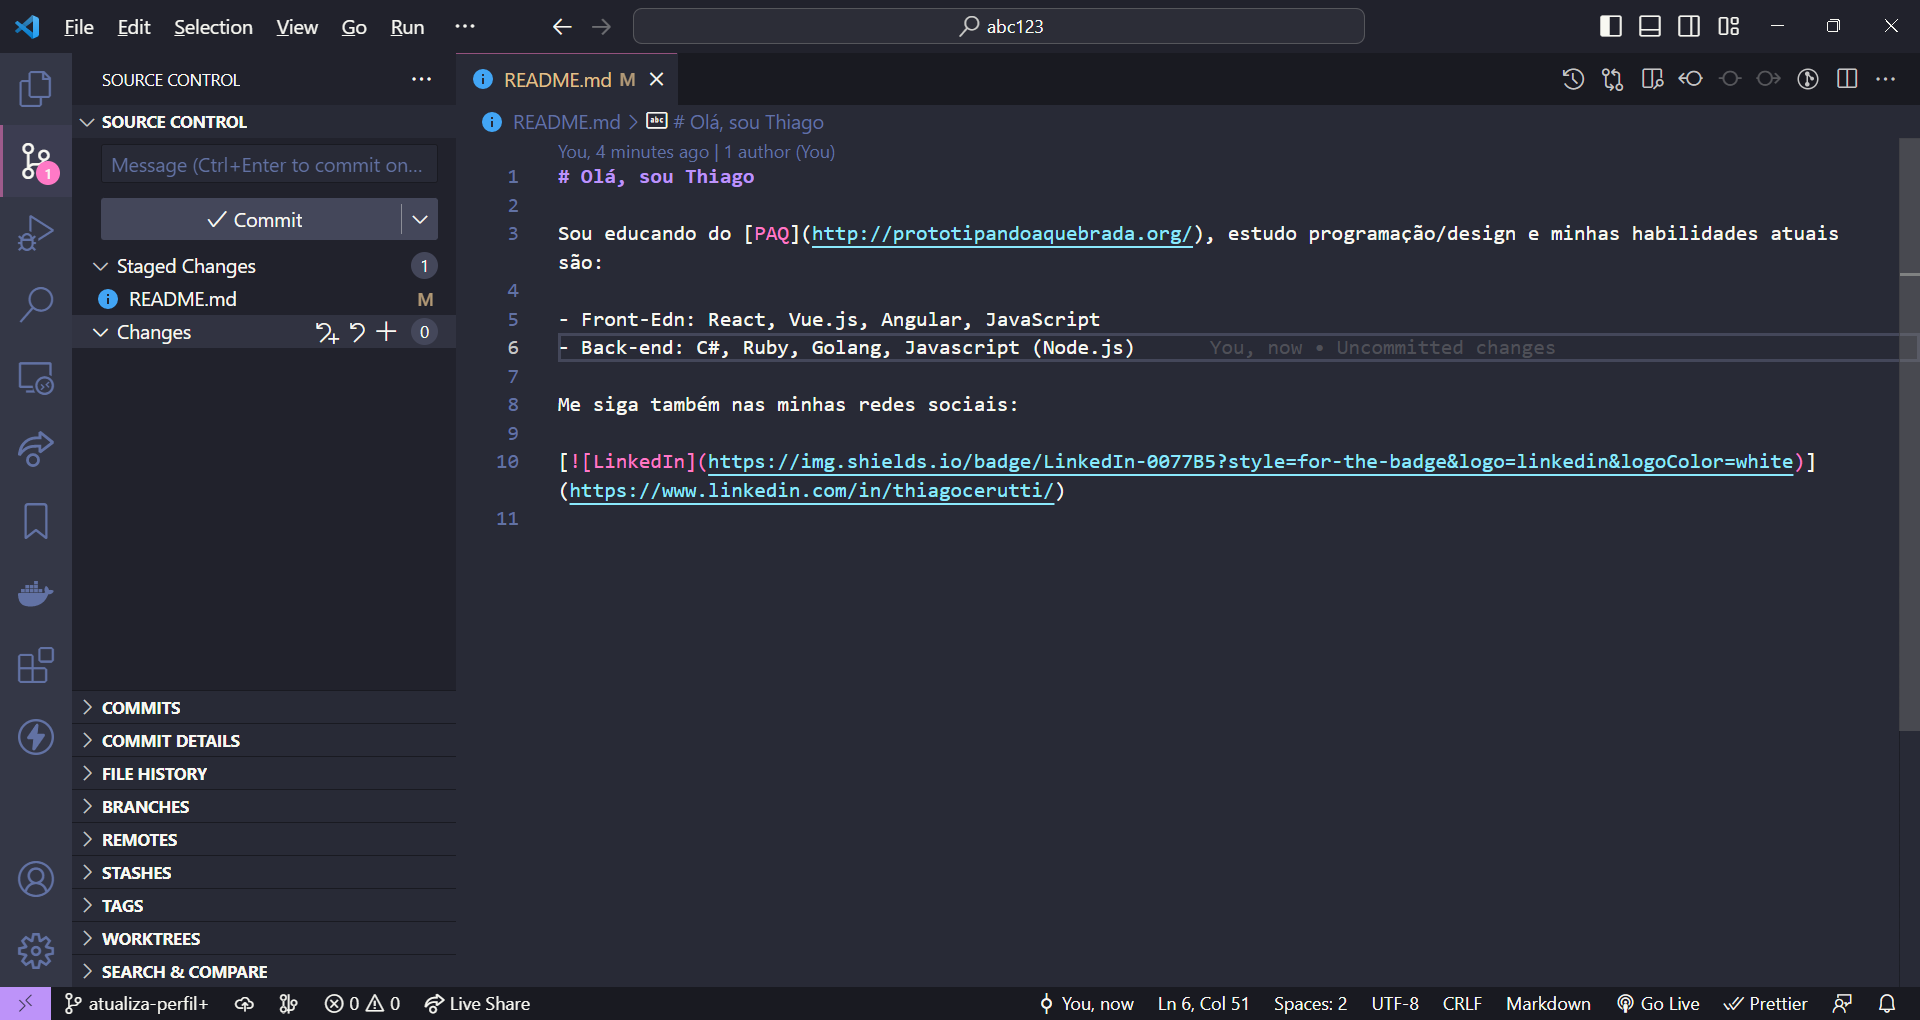 File Edit Selection View Go Run
abc123
SOURCE CONTROL
SOURCE CONTROL
Message (Ctrl+Enter to commit on...
Commit
Staged Changes 1
README.md M
Changes 0
COMMITS
COMMIT DETAILS
FILE HISTORY
BRANCHES
REMOTES
STASHES
TAGS
WORKTREES
SEARCH & COMPARE
1
README.md M
README.md > # Olá, sou Thiago
You, 4 minutes ago | 1 author (You)
1 # Olá, sou Thiago
2
3 Sou educando do [PAQ](http://prototipandoaquebrada.org/), estudo programação/design e minhas habilidades atuais
são:
4
5 - Front-Edn: React, Vue.js, Angular, JavaScript
6 - Back-end: C#, Ruby, Golang, Javascript (Node.js) You, now • Uncommitted changes
7
8 Me siga também nas minhas redes sociais:
9
10 [![LinkedIn](https://img.shields.io/badge/LinkedIn-0077B5?style=for-the-badge&logo=linkedin&logoColor=white)]
(https://www.linkedin.com/in/thiagocerutti/)
11
atualiza-perfil+ 0 0 Live Share You, now Ln 6, Col 51 Spaces: 2 UTF-8 CRLF Markdown Go Live Prettier